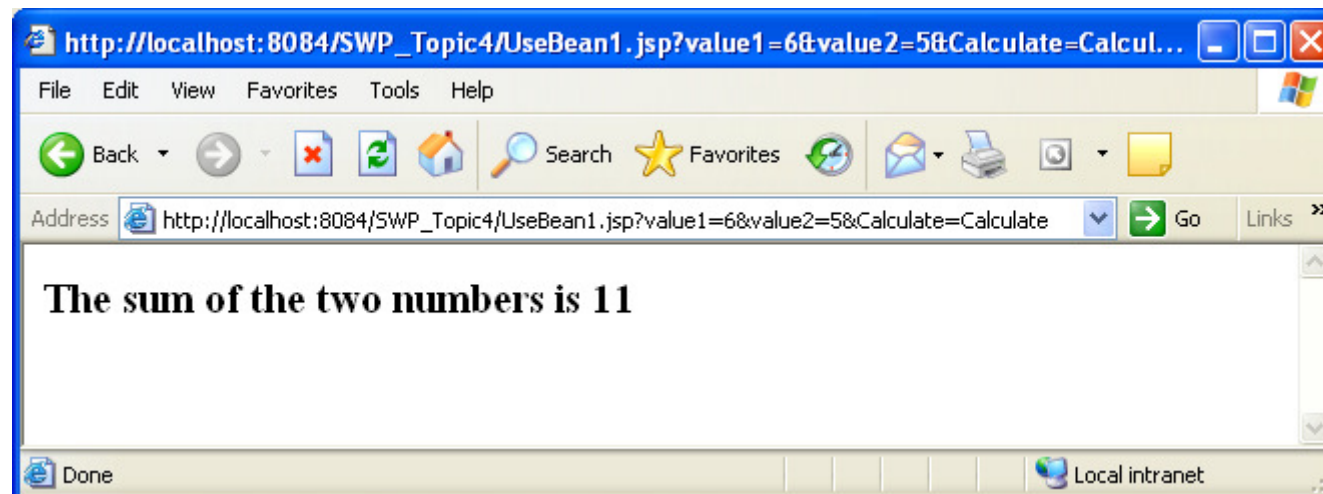 http://localhost:8084/SWP_Topic4/UseBean1.jsp?value1=6&value2=5&Calculate=Calcul...
File Edit View Favorites Tools Help
Back Search Favorites
Address http://localhost:8084/SWP_Topic4/UseBean1.jsp?value1=6&value2=5&Calculate=Calculate Go Links »
The sum of the two numbers is 11
Done Local intranet